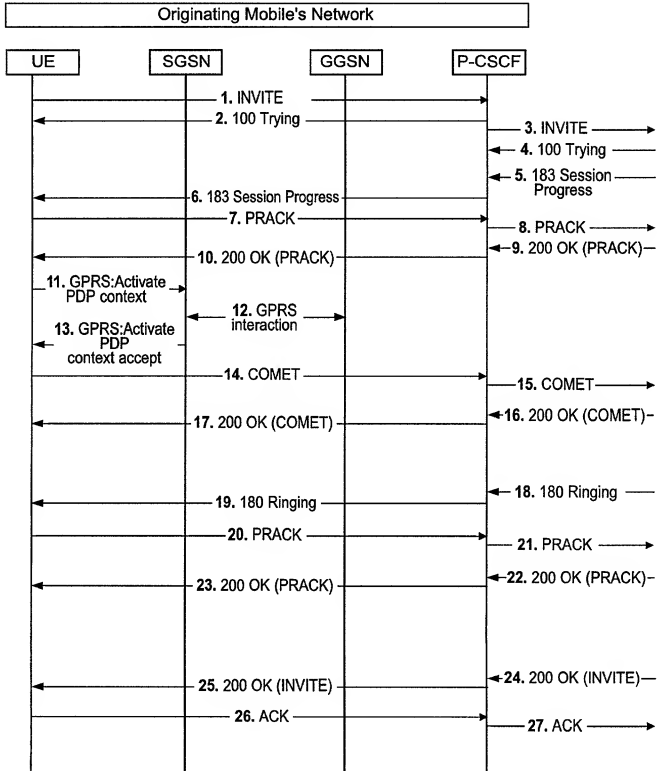 Originating Mobile's Network
UE
SGSN
GGSN
P-CSCF
1. INVITE
2. 100 Trying
3. INVITE
4. 100 Trying
5. 183 Session
Progress
6. 183 Session Progress
7. PRACK
8. PRACK
9. 200 OK (PRACK)
10. 200 OK (PRACK)
11. GPRS:Activate
PDP context
12. GPRS
interaction
13. GPRS:Activate
PDP
context accept
14. COMET
15. COMET
16. 200 OK (COMET)
17. 200 OK (COMET)
18. 180 Ringing
19. 180 Ringing
20. PRACK
21. PRACK
22. 200 OK (PRACK)
23. 200 OK (PRACK)
24. 200 OK (INVITE)
25. 200 OK (INVITE)
26. ACK
27. ACK